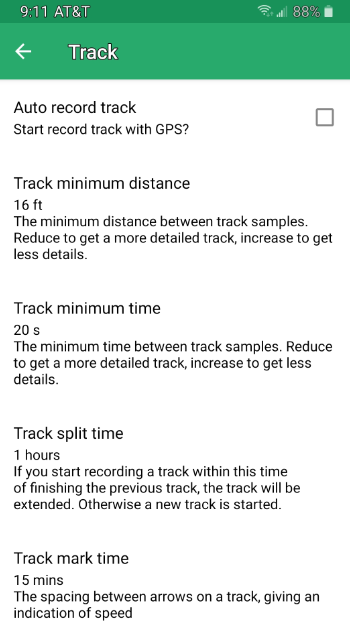 9:11 AT&T 88%
Track
Auto record track
Start record track with GPS?
Track minimum distance
16 ft
The minimum distance between track samples.
Reduce to get a more detailed track, increase to get
less details.
Track minimum time
20 s
The minimum time between track samples. Reduce
to get a more detailed track, increase to get less
details.
Track split time
1 hours
If you start recording a track within this time
of finishing the previous track, the track will be
extended. Otherwise a new track is started.
Track mark time
15 mins
The spacing between arrows on a track, giving an
indication of speed